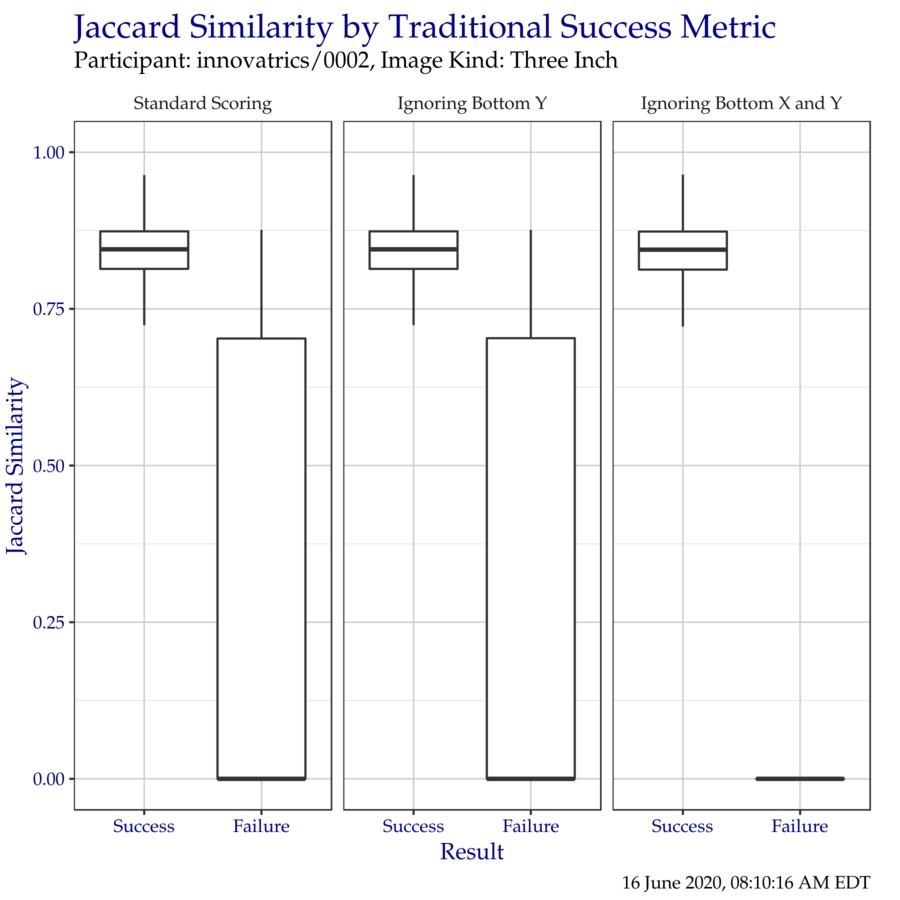 Jaccard Similarity by Traditional Success Metric
Participant: innovatrics/0002, Image Kind: Three Inch
Standard Scoring
Ignoring Bottom Y
Ignoring Bottom X and Y
1.00
0.75
0.50
0.25
0.00
Jaccard Similarity
Success Failure
Success Failure
Success Failure
Result
16 June 2020, 08:10:16 AM EDT